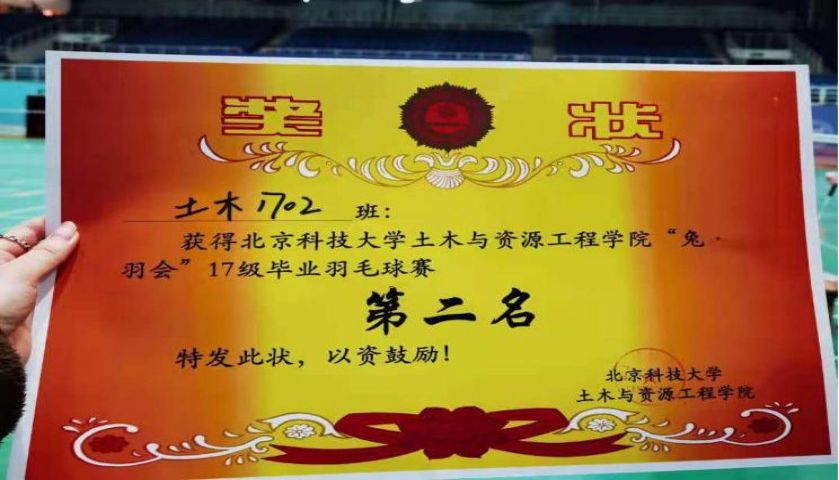 奖 状
土木1702 班：
获得北京科技大学土木与资源工程学院“兔·
羽会”17级毕业羽毛球赛
第二名
特发此状，以资鼓励！
北京科技大学
土木与资源工程学院